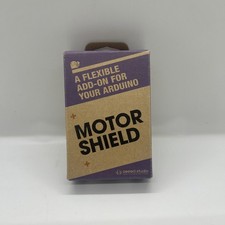 A FLEXIBLE
ADD-ON FOR
YOUR ARDUINO
MOTOR
SHIELD